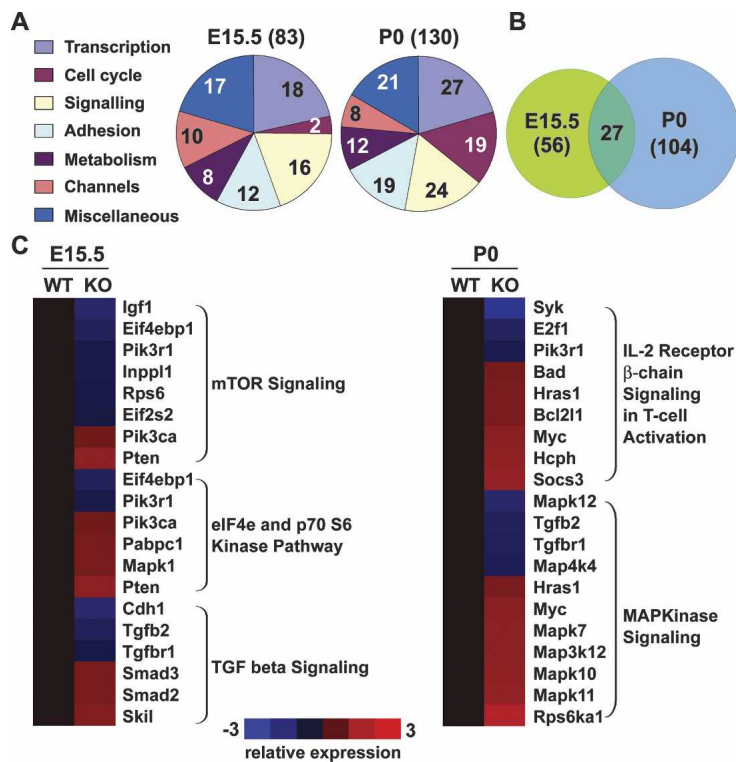 A
E15.5 (83)
P0 (130)
Transcription
Cell cycle
Signalling
Adhesion
Metabolism
Channels
Miscellaneous
17
18
2
16
12
8
10
21
27
19
24
19
12
8
B
E15.5
(56)
27
P0
(104)
C
E15.5
WT KO
Igf1
Eif4ebp1
Pik3r1
Inppl1
Rps6
Eif2s2
Pik3ca
Pten
mTOR Signaling
Eif4ebp1
Pik3r1
Pik3ca
Pabpc1
Mapk1
Pten
eIF4e and p70 S6
Kinase Pathway
Cdh1
Tgfb2
Tgfbr1
Smad3
Smad2
Skil
TGF beta Signaling
P0
WT KO
Syk
E2f1
Pik3r1
Bad
Hras1
Bcl2l1
Myc
Hcph
Socs3
IL-2 Receptor
β-chain
Signaling
in T-cell
Activation
Mapk12
Tgfb2
Tgfbr1
Map4k4
Hras1
Myc
Mapk7
Map3k12
Mapk10
Mapk11
Rps6ka1
MAPKinase
Signaling
-3 3
relative expression